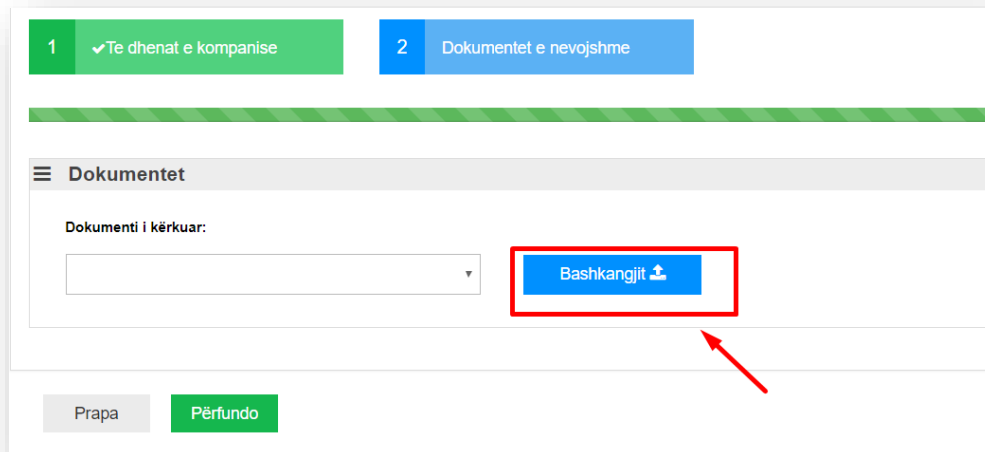 1 Te dhenat e kompanise
2 Dokumentet e nevojshme
Dokumentet
Dokumenti i kërkuar:
Bashkangjit
Prapa
Përfundo